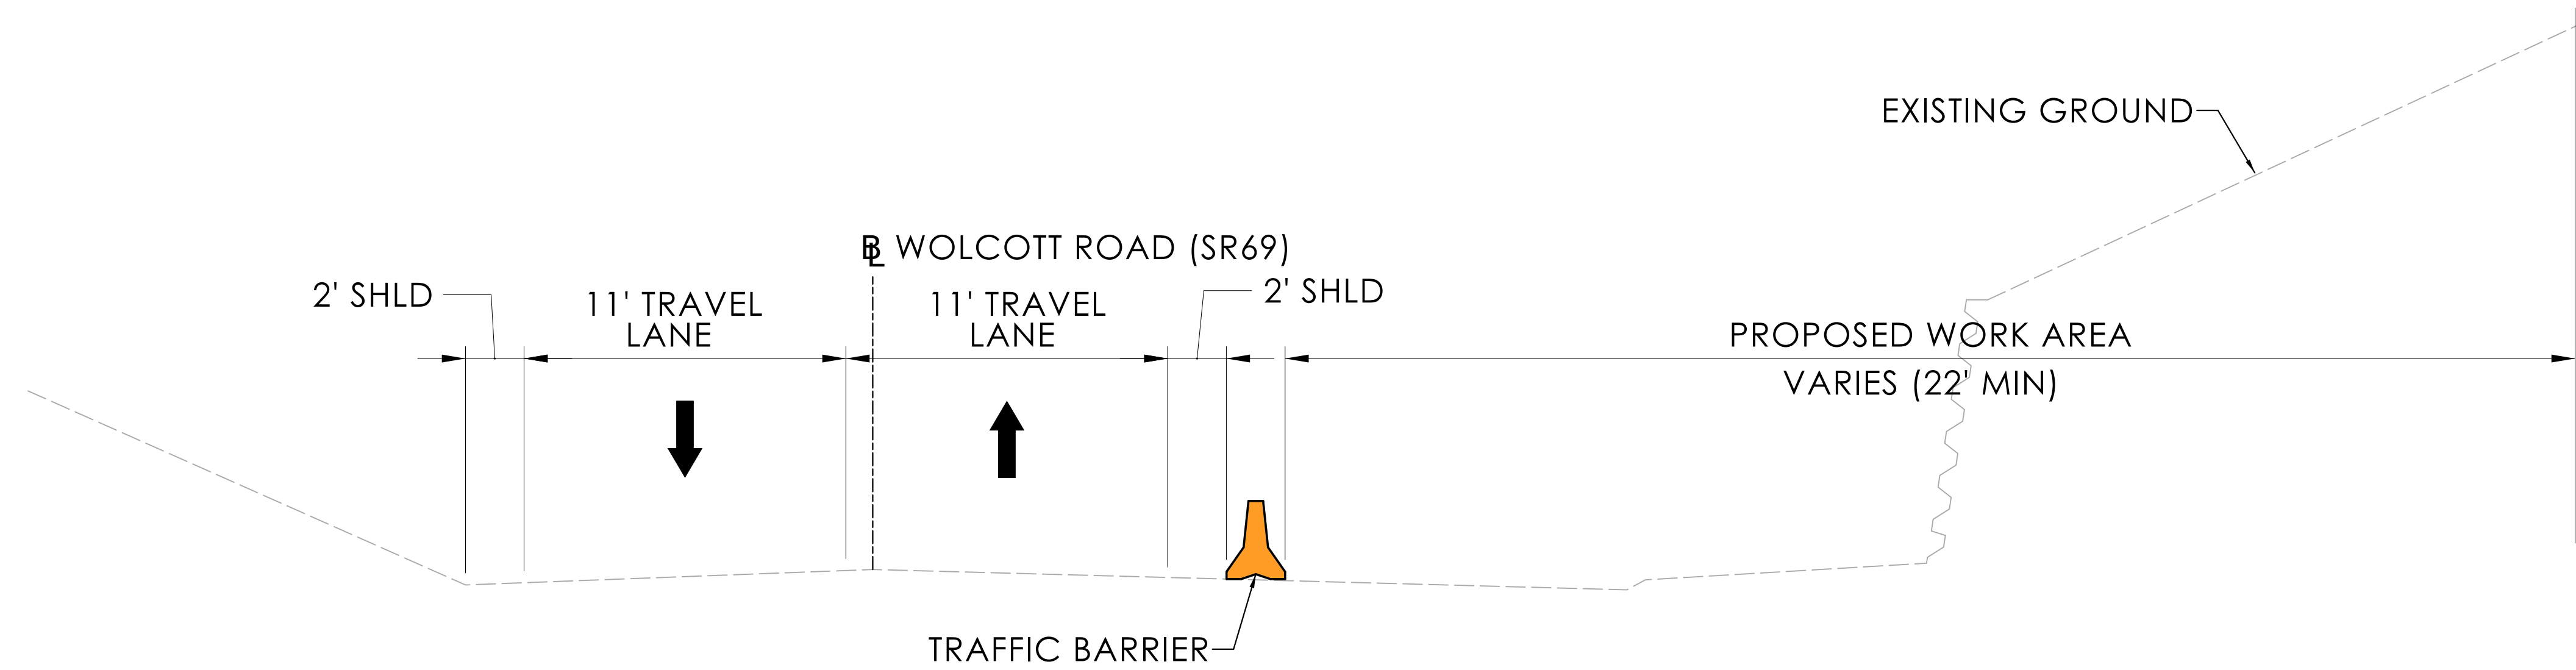 EXISTING GROUND
BL WOLCOTT ROAD (SR69)
2' SHLD
11' TRAVEL
LANE
11' TRAVEL
LANE
2' SHLD
PROPOSED WORK AREA
VARIES (22' MIN)
TRAFFIC BARRIER